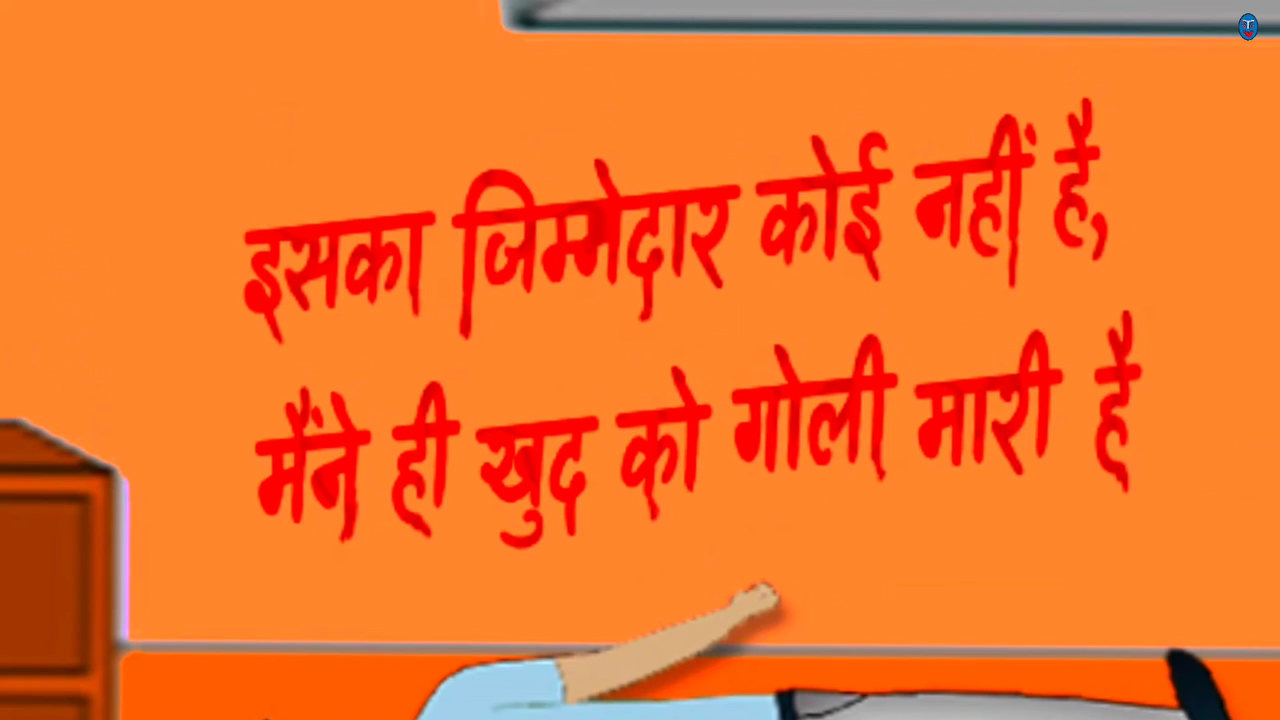 इसका जिम्मेदार कोई नहीं है,
मैंने ही खुद को गोली मारी है